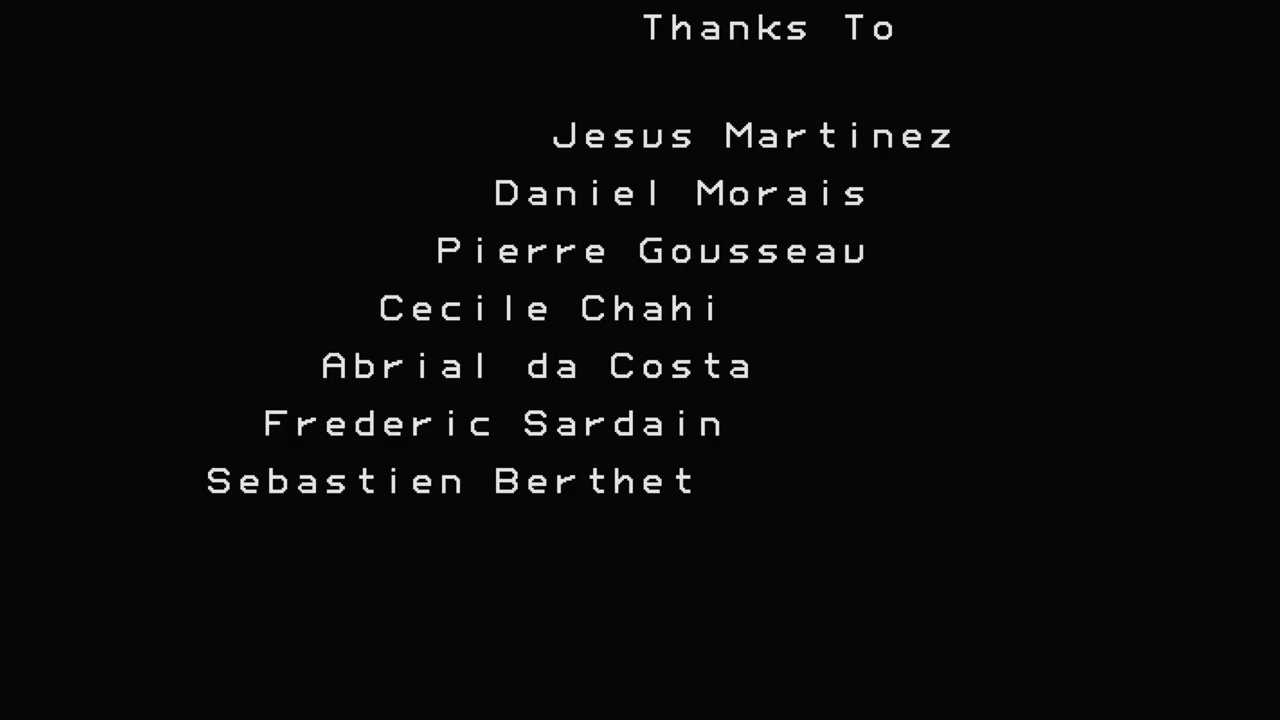 Thanks To
Jesus Martinez
Daniel Morais
Pierre Gousseau
Cecile Chahi
Abrial da Costa
Frederic Sardain
Sebastien Berthet